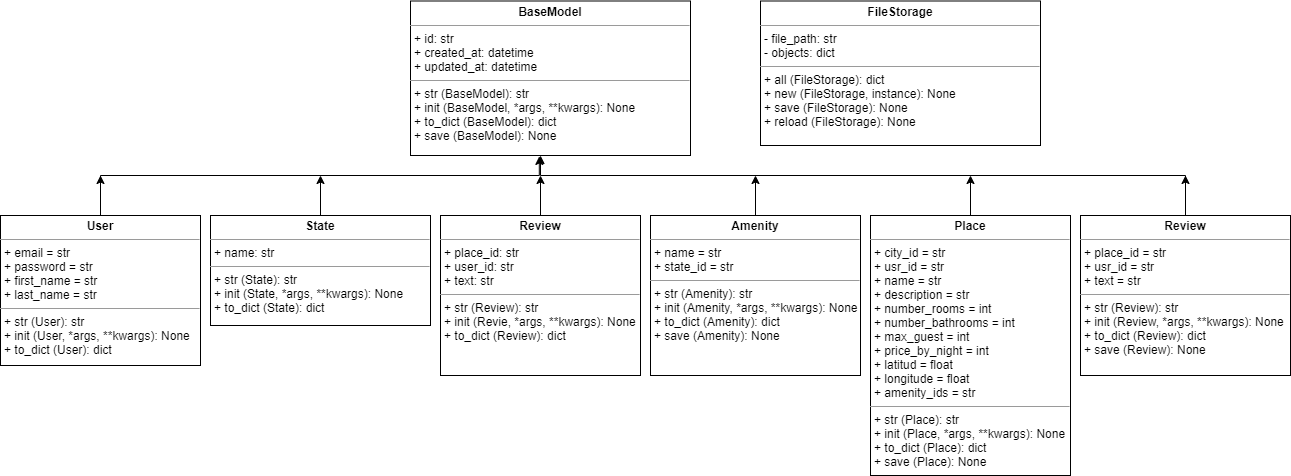 BaseModel
+ id: str
+ created_at: datetime
+ updated_at: datetime
+ str (BaseModel): str
+ init (BaseModel, *args, **kwargs): None
+ to_dict (BaseModel): dict
+ save (BaseModel): None
FileStorage
- file_path: str
- objects: dict
+ all (FileStorage): dict
+ new (FileStorage, instance): None
+ save (FileStorage): None
+ reload (FileStorage): None
User
+ email = str
+ password = str
+ first_name = str
+ last_name = str
+ str (User): str
+ init (User, *args, **kwargs): None
+ to_dict (User): dict
State
+ name: str
+ str (State): str
+ init (State, *args, **kwargs): None
+ to_dict (State): dict
Review
+ place_id: str
+ user_id: str
+ text: str
+ str (Review): str
+ init (Revie, *args, **kwargs): None
+ to_dict (Review): dict
Amenity
+ name = str
+ state_id = str
+ str (Amenity): str
+ init (Amenity, *args, **kwargs): None
+ to_dict (Amenity): dict
+ save (Amenity): None
Place
+ city_id = str
+ usr_id = str
+ name = str
+ description = str
+ number_rooms = int
+ number_bathrooms = int
+ max_guest = int
+ price_by_night = int
+ latitud = float
+ longitude = float
+ amenity_ids = str
+ str (Place): str
+ init (Place, *args, **kwargs): None
+ to_dict (Place): dict
+ save (Place): None
Review
+ place_id = str
+ usr_id = str
+ text = str
+ str (Review): str
+ init (Review, *args, **kwargs): None
+ to_dict (Review): dict
+ save (Review): None